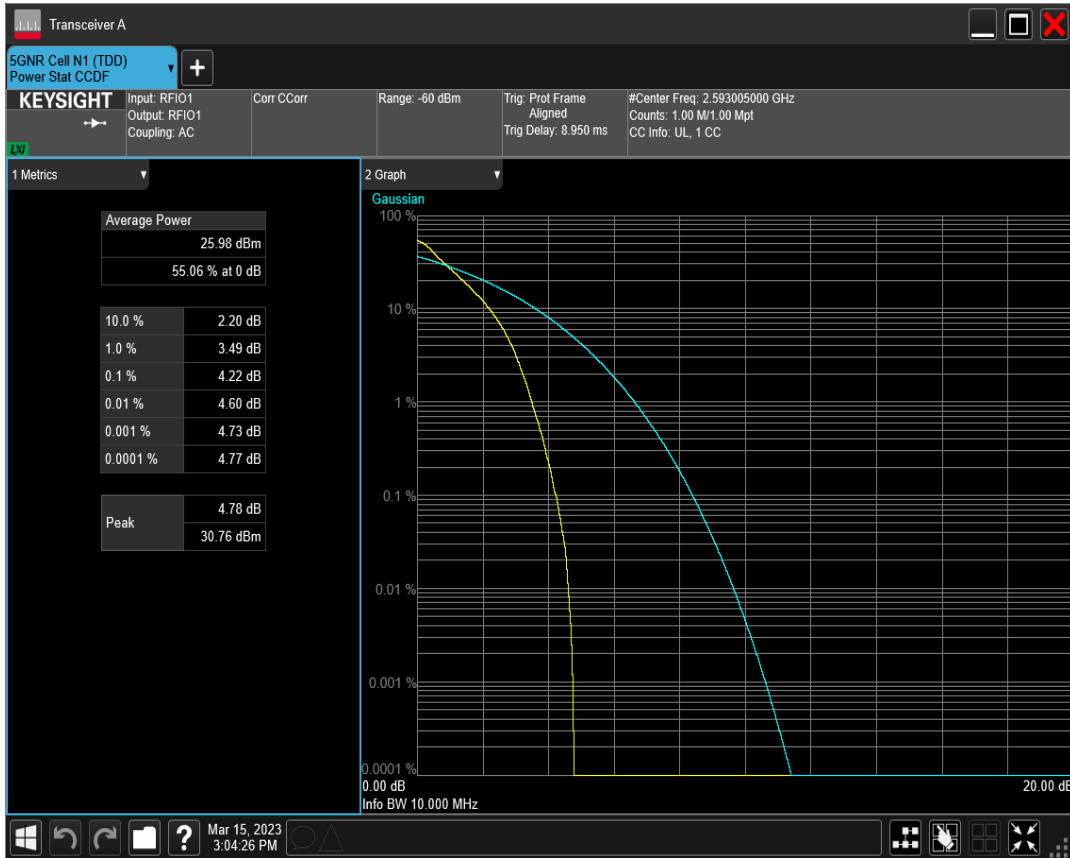 Transceiver A
5GNR Cell N1 (TDD)
Power Stat CCDF
+
KEYSIGHT
LXI
Input: RFIO1
Output: RFIO1
Coupling: AC
Corr CCorr
Range: -60 dBm
Trig: Prot Frame
Aligned
Trig Delay: 8.950 ms
#Center Freq: 2.593005000 GHz
Counts: 1.00 M/1.00 Mpt
CC Info: UL, 1 CC
1 Metrics
Average Power
25.98 dBm
55.06 % at 0 dB
10.0 % 2.20 dB
1.0 % 3.49 dB
0.1 % 4.22 dB
0.01 % 4.60 dB
0.001 % 4.73 dB
0.0001 % 4.77 dB
Peak 4.78 dB
30.76 dBm
2 Graph
Gaussian
100 %
10 %
1 %
0.1 %
0.01 %
0.001 %
0.0001 %
0.00 dB 20.00 dB
Info BW 10.000 MHz
?
Mar 15, 2023
3:04:26 PM